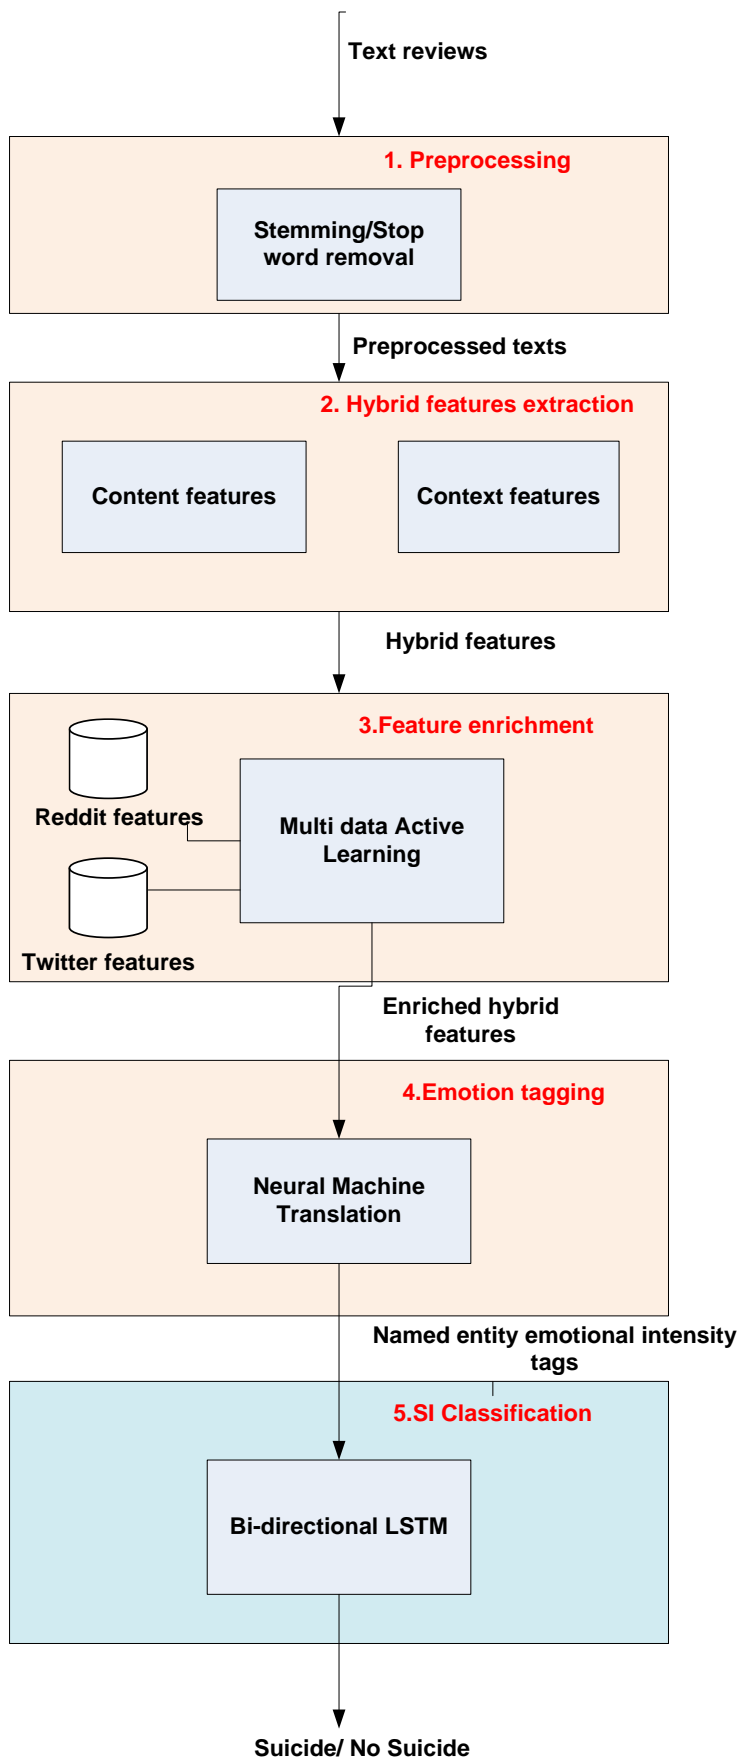 Text reviews
1. Preprocessing
Stemming/Stop
word removal
Preprocessed texts
2. Hybrid features extraction
Content features
Context features
Hybrid features
3.Feature enrichment
Reddit features
Multi data Active
Learning
Twitter features
Enriched hybrid
features
4.Emotion tagging
Neural Machine
Translation
Named entity emotional intensity
tags
5.SI Classification
Bi-directional LSTM
Suicide/ No Suicide